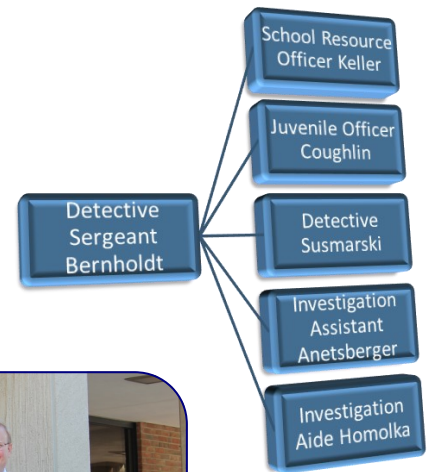 Detective
Sergeant
Bernholdt
School Resource
Officer Keller
Juvenile Officer
Coughlin
Detective
Susmarski
Investigation
Assistant
Anetsberger
Investigation
Aide Homolka